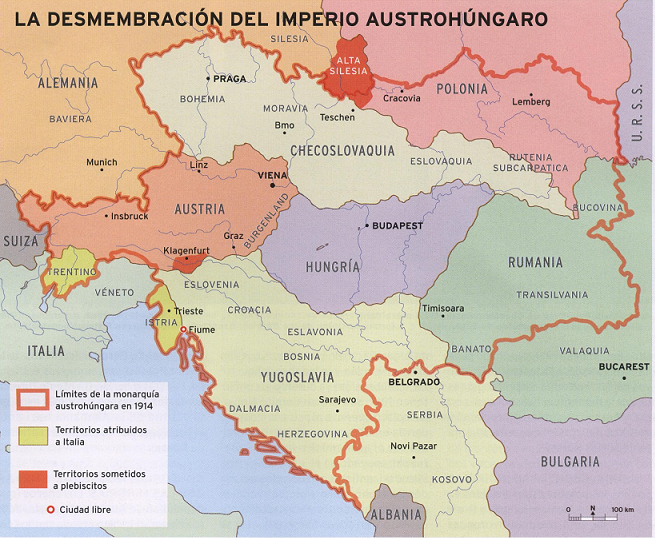 LA DESMEMBRACIÓN DEL IMPERIO AUSTROHÚNGARO
SILESIA
ALTA
SILESIA
ALEMANIA
PRAGA
BOHEMIA
POLONIA
Cracovia
Lemberg
U.R.S.S.
BAVIERA
MORAVIA
Teschen
Brno
CHECOSLOVAQUIA
ESLOVAQUIA
RUTENIA
SUBCARPATICA
Munich
Linz
VIENA
BUCOVINA
AUSTRIA
Insbruck
BURGENLAND
SUIZA
Graz
BUDAPEST
Klagenfurt
HUNGRÍA
RUMANIA
TRENTINO
ESLOVENIA
TRANSILVANIA
VÉNETO
Trieste
CROACIA
Timisoara
ISTRIA
Fiume
ESLAVONIA
BANATO
VALAQUIA
ITALIA
BOSNIA
BUCAREST
YUGOSLAVIA
BELGRADO
Sarajevo
DALMACIA
SERBIA
HERZEGOVINA
Novi Pazar
KOSOVO
BULGARIA
ALBANIA
Límites de la monarquía
austrohúngara en 1914
Territorios atribuidos
a Italia
Territorios sometidos
a plebiscitos
Ciudad libre
0 N 100 km